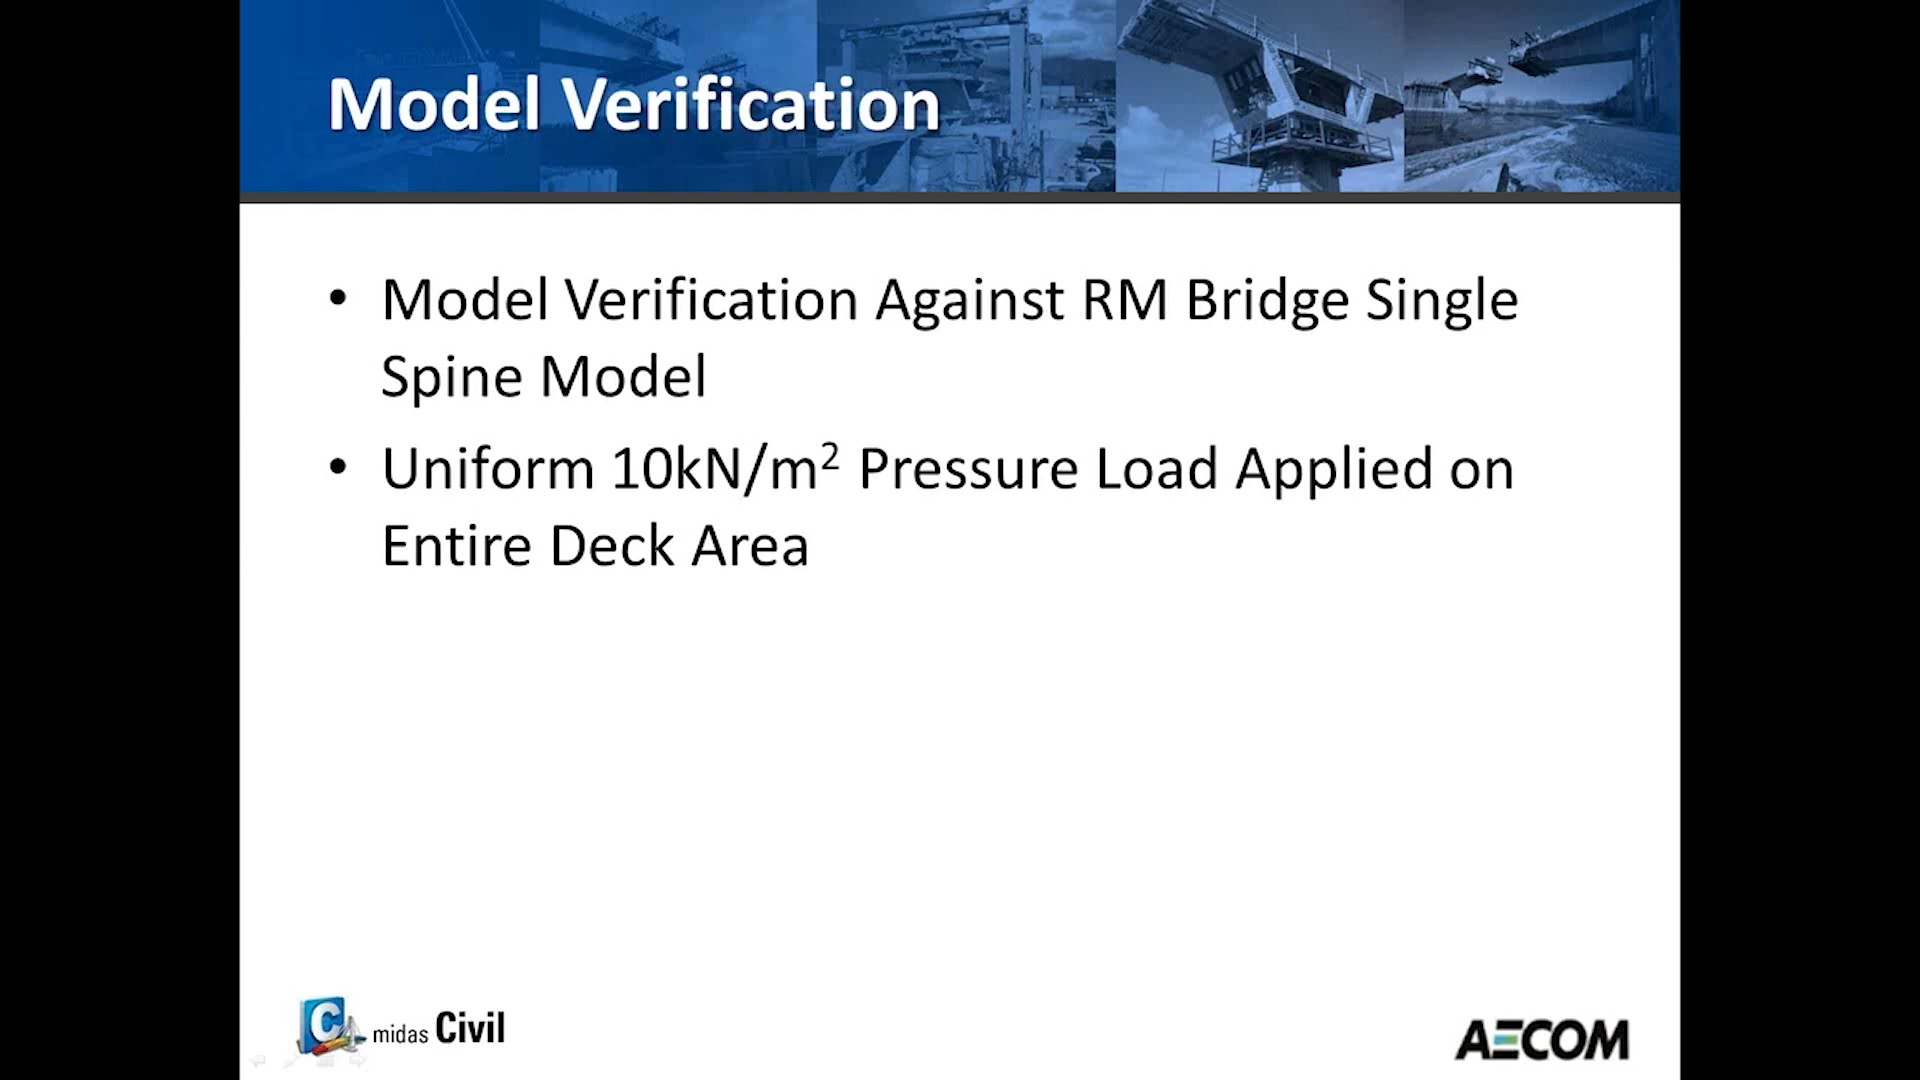 Model Verification
• Model Verification Against RM Bridge Single
Spine Model
• Uniform 10kN/m² Pressure Load Applied on
Entire Deck Area
C midas Civil
AECOM